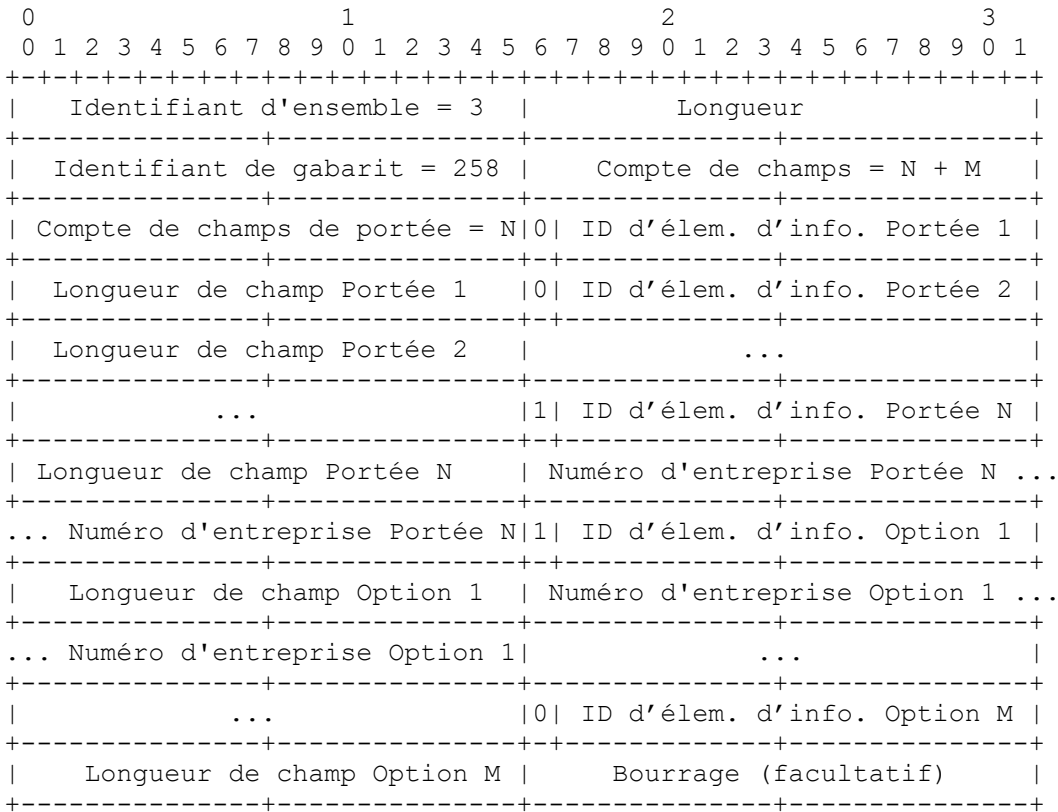 0                   1                   2                   3
 0 1 2 3 4 5 6 7 8 9 0 1 2 3 4 5 6 7 8 9 0 1 2 3 4 5 6 7 8 9 0 1
+-+-+-+-+-+-+-+-+-+-+-+-+-+-+-+-+-+-+-+-+-+-+-+-+-+-+-+-+-+-+-+-+
|   Identifiant d'ensemble = 3  |         Longueur              |
+---------------+---------------+---------------+---------------+
|  Identifiant de gabarit = 258 |    Compte de champs = N + M   |
+---------------+---------------+---------------+---------------+
| Compte de champs de portée = N|0| ID d’élem. d’info. Portée 1 |
+---------------+---------------+-+-------------+---------------+
|  Longueur de champ Portée 1   |0| ID d’élem. d’info. Portée 2 |
+---------------+---------------+-+-------------+---------------+
|  Longueur de champ Portée 2   |             ...               |
+---------------+---------------+---------------+---------------+
|            ...                |1| ID d’élem. d’info. Portée N |
+---------------+---------------+-+-------------+---------------+
| Longueur de champ Portée N    | Numéro d'entreprise Portée N ...
+---------------+---------------+---------------+---------------+
... Numéro d'entreprise Portée N|1| ID d’élem. d’info. Option 1 |
+---------------+---------------+-+-------------+---------------+
|   Longueur de champ Option 1  | Numéro d'entreprise Option 1 ...
+---------------+---------------+---------------+---------------+
... Numéro d'entreprise Option 1|              ...              |
+---------------+---------------+---------------+---------------+
|             ...               |0| ID d’élem. d’info. Option M |
+---------------+---------------+-+-------------+---------------+
|    Longueur de champ Option M |     Bourrage (facultatif)     |
+---------------+---------------+---------------+---------------+